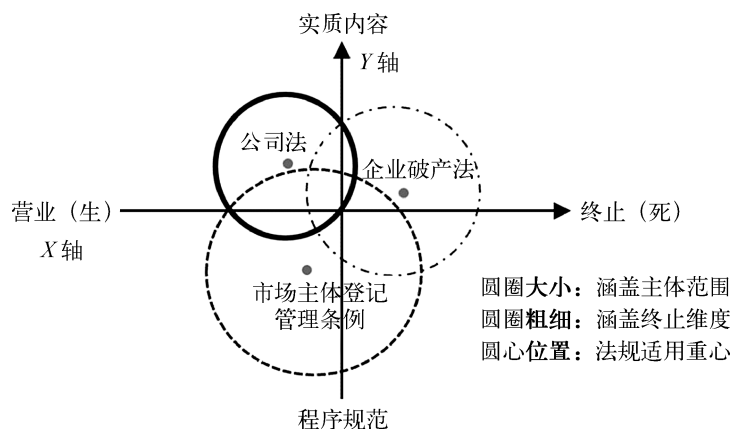 实质内容
Y 轴
公司法
企业破产法
营业（生）
终止（死）
X 轴
市场主体登记
管理条例
圆圈大小：涵盖主体范围
圆圈粗细：涵盖终止维度
圆心位置：法规适用重心
程序规范